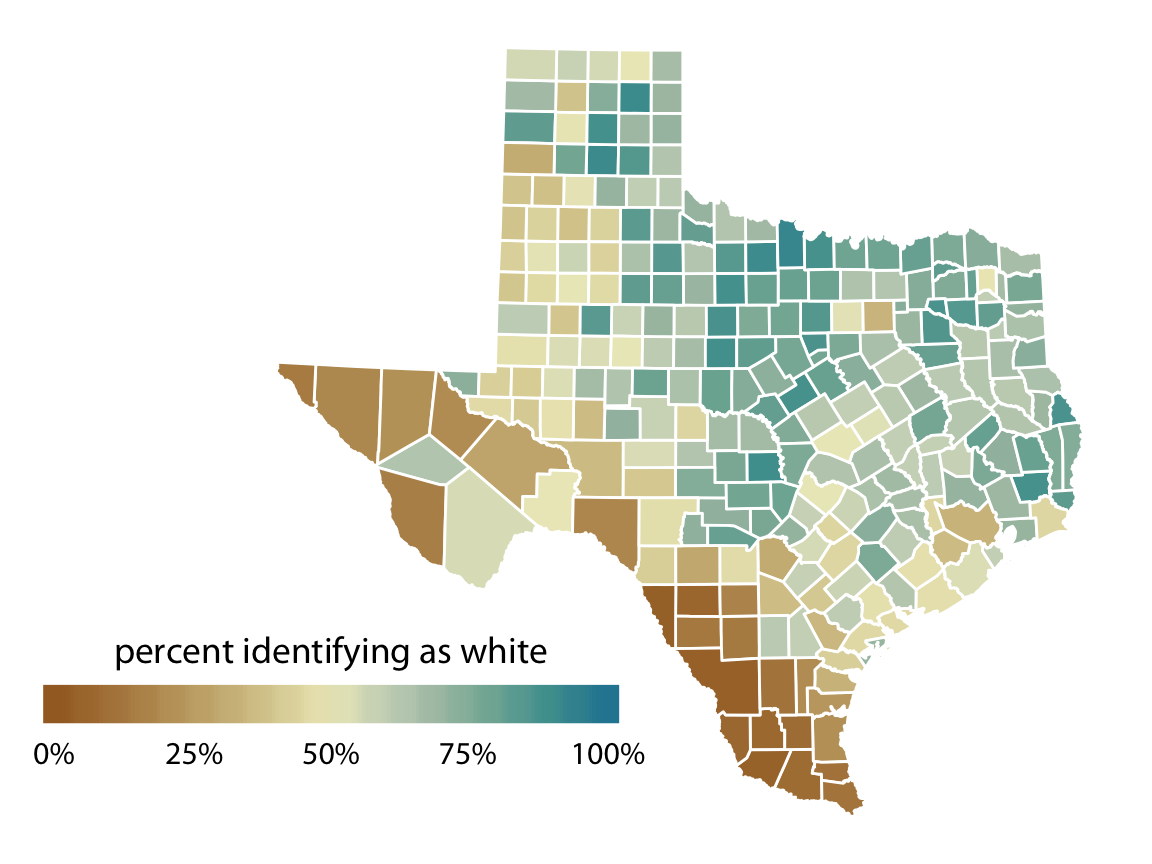 percent identifying as white
0% 25% 50% 75% 100%